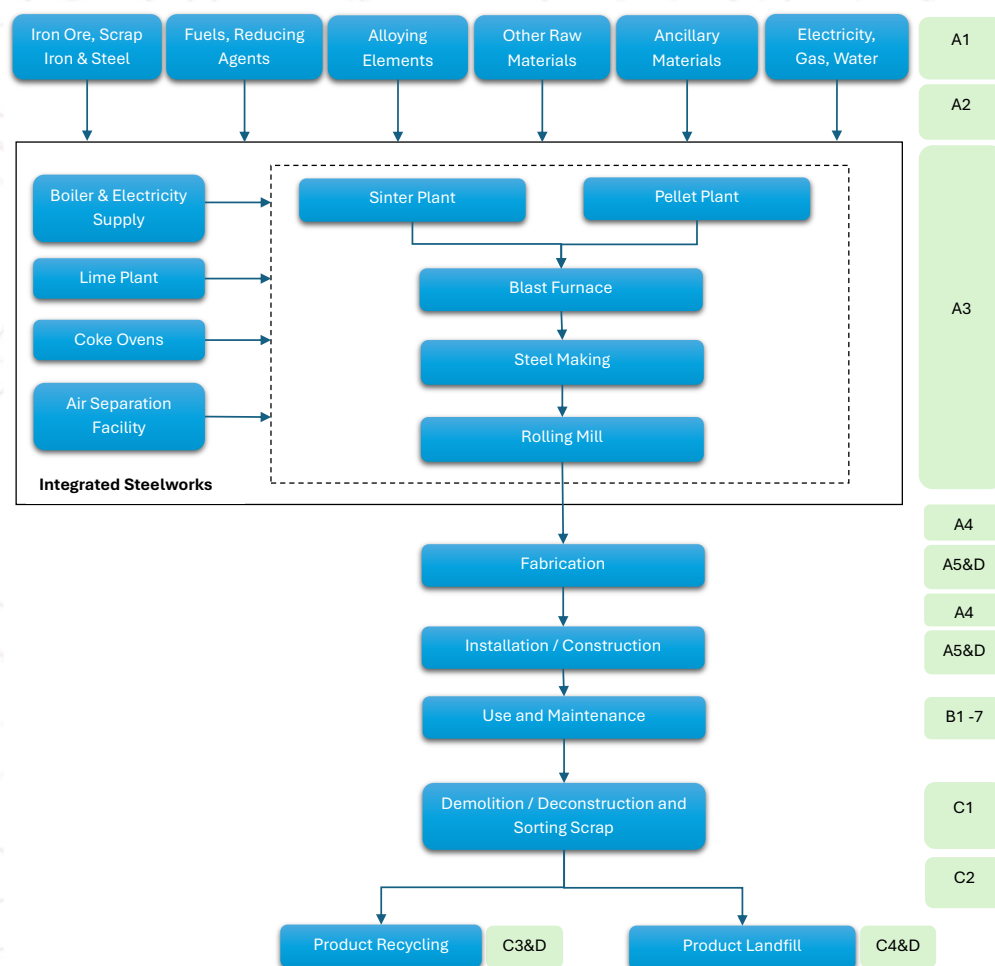 Iron Ore, Scrap
Iron & Steel
Fuels, Reducing
Agents
Alloying
Elements
Other Raw
Materials
Ancillary
Materials
Electricity,
Gas, Water
A1
A2
Boiler & Electricity
Supply
Sinter Plant
Pellet Plant
Lime Plant
Blast Furnace
A3
Coke Ovens
Steel Making
Air Separation
Facility
Rolling Mill
Integrated Steelworks
A4
Fabrication
A5&D
A4
Installation / Construction
A5&D
Use and Maintenance
B1 -7
Demolition / Deconstruction and
Sorting Scrap
C1
C2
Product Recycling
C3&D
Product Landfill
C4&D